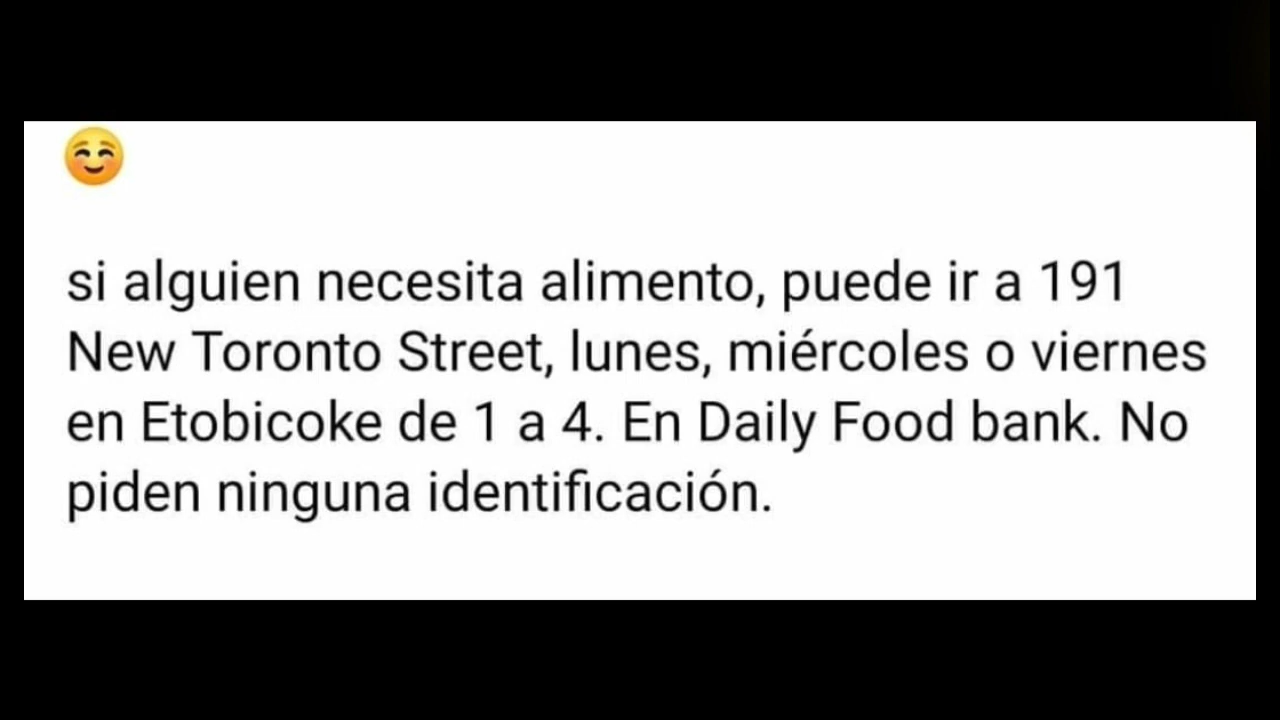 ☺️
si alguien necesita alimento, puede ir a 191
New Toronto Street, lunes, miércoles o viernes
en Etobicoke de 1 a 4. En Daily Food bank. No
piden ninguna identificación.